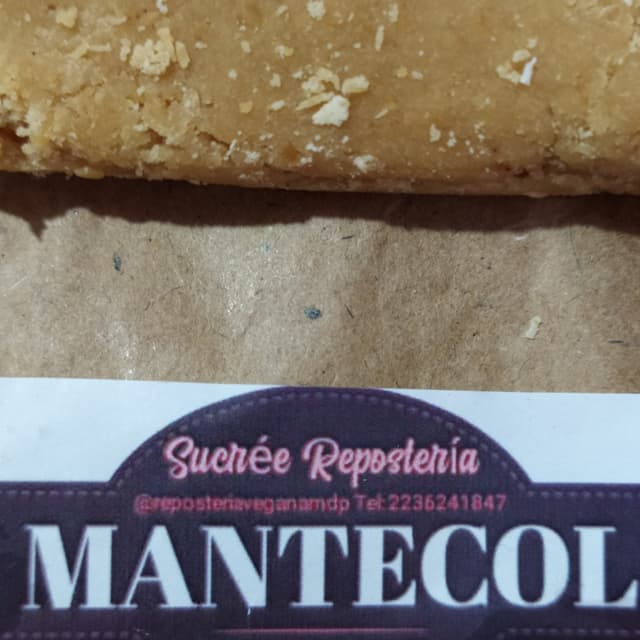 Sucrée Repostería
@reposteriaveganamdp Tel:2236241847
MANTECOL